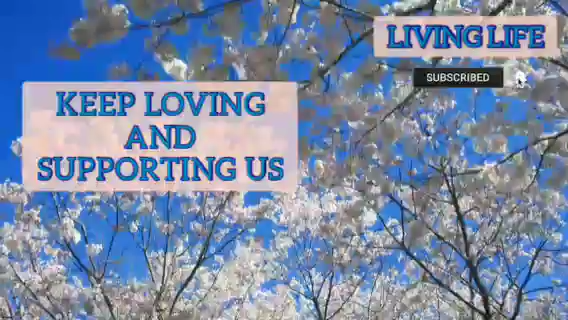 LIVING LIFE
SUBSCRIBED
KEEP LOVING
AND
SUPPORTING US